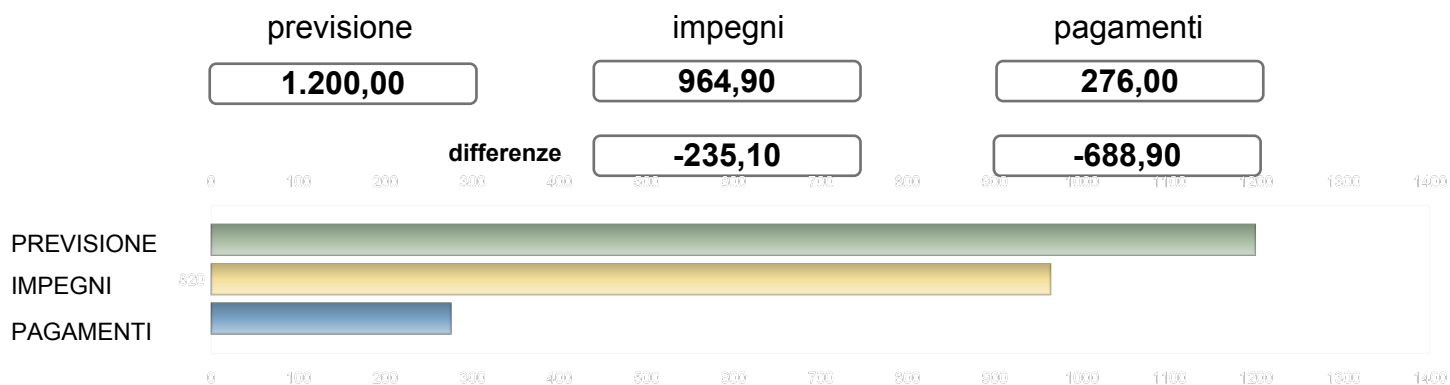 previsione impegni pagamenti
1.200,00 964,90 276,00
differenze -235,10 -688,90
0 100 200 300 400 500 600 700 800 900 1000 1100 1200 1300 1400
PREVISIONE
820
IMPEGNI
PAGAMENTI
0 100 200 300 400 500 600 700 800 900 1000 1100 1200 1300 1400